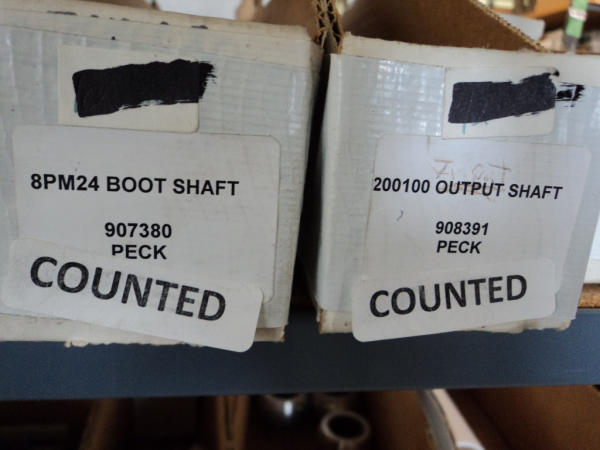 8PM24 BOOT SHAFT
907380
PECK
COUNTED
200100 OUTPUT SHAFT
908391
PECK
COUNTED